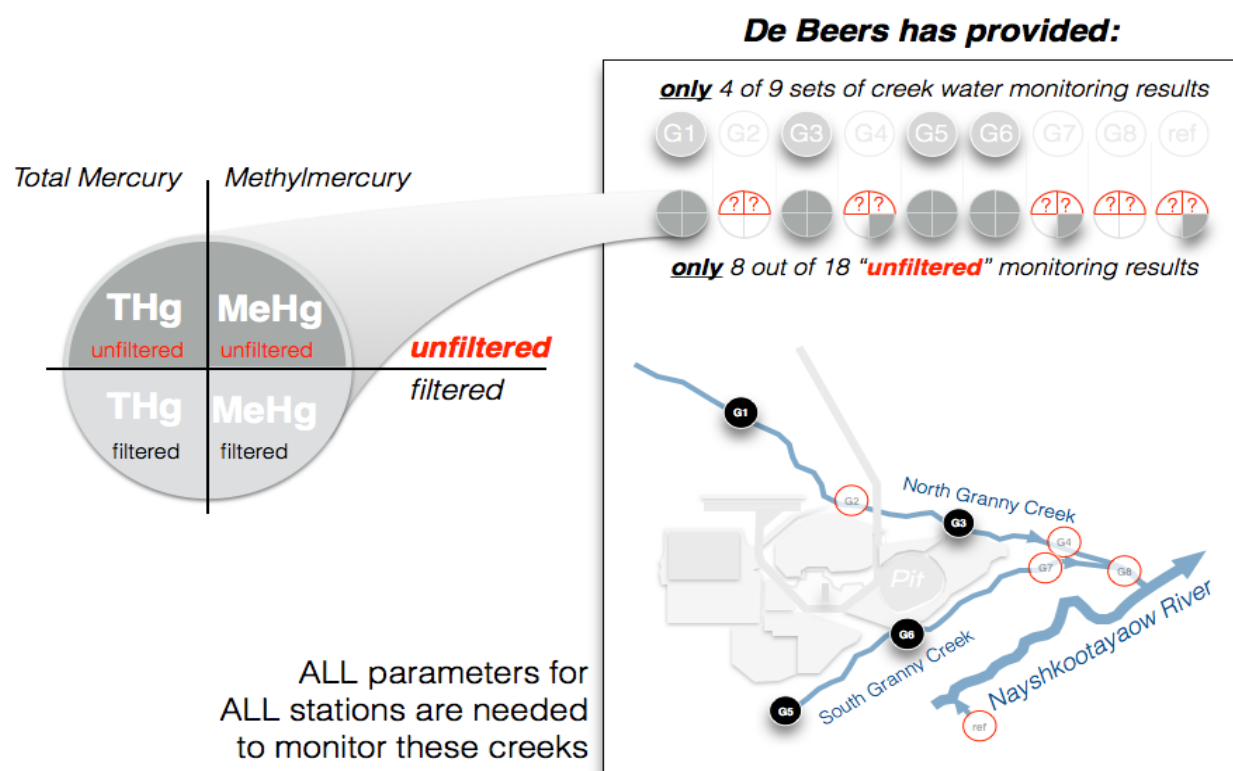 De Beers has provided:
only 4 of 9 sets of creek water monitoring results
G1 G2 G3 G4 G5 G6 G7 G8 ref
? ? ? ? ? ? ? ? ? ?
only 8 out of 18 “unfiltered” monitoring results
Total Mercury Methylmercury
THg MeHg
unfiltered unfiltered
unfiltered
filtered
THg MeHg
filtered filtered
G1
G2
North Granny Creek
G3
G4
G7
G8
Pit
G6
South Granny Creek
G5
Nayshkootayaow River
ref
ALL parameters for
ALL stations are needed
to monitor these creeks